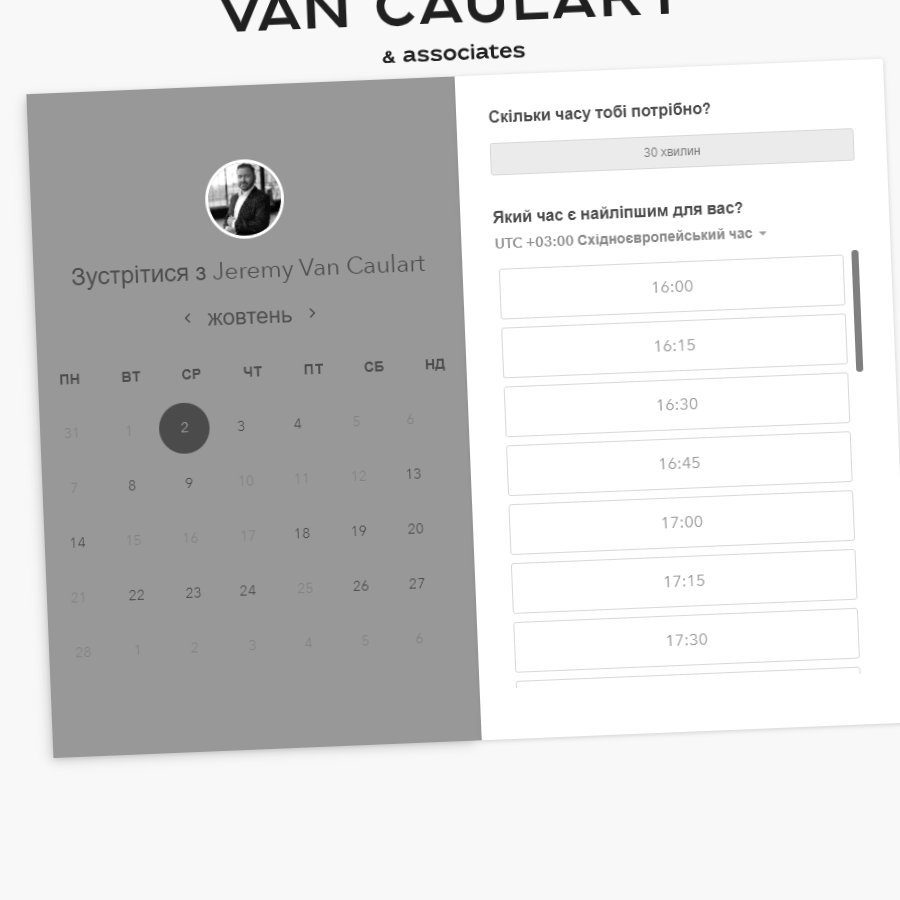 VAN CAULART
& associates
Зустрітися з Jeremy Van Caulart
‹ жовтень ›
ПН ВТ СР ЧТ ПТ СБ НД
31 1 2 3 4 5 6
7 8 9 10 11 12 13
14 15 16 17 18 19 20
21 22 23 24 25 26 27
28 1 2 3 4 5 6
Скільки часу тобі потрібно?
30 хвилин
Який час є найліпшим для вас?
UTC +03:00 Східноєвропейський час
16:00
16:15
16:30
16:45
17:00
17:15
17:30